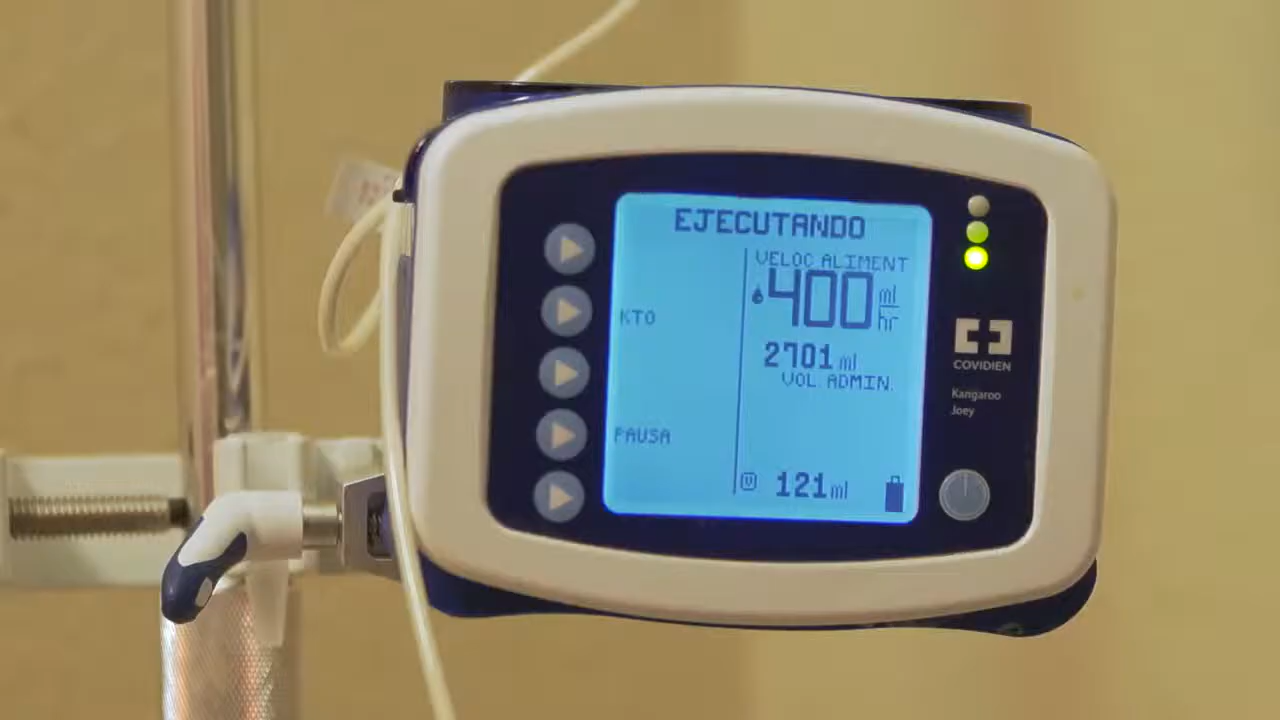 EJECUTANDO
VELOC ALIMENT
400 ml/hr
KTO
2701 ml
VOL. ADMIN.
PAUSA
121 ml
COVIDIEN
Kangaroo
Joey